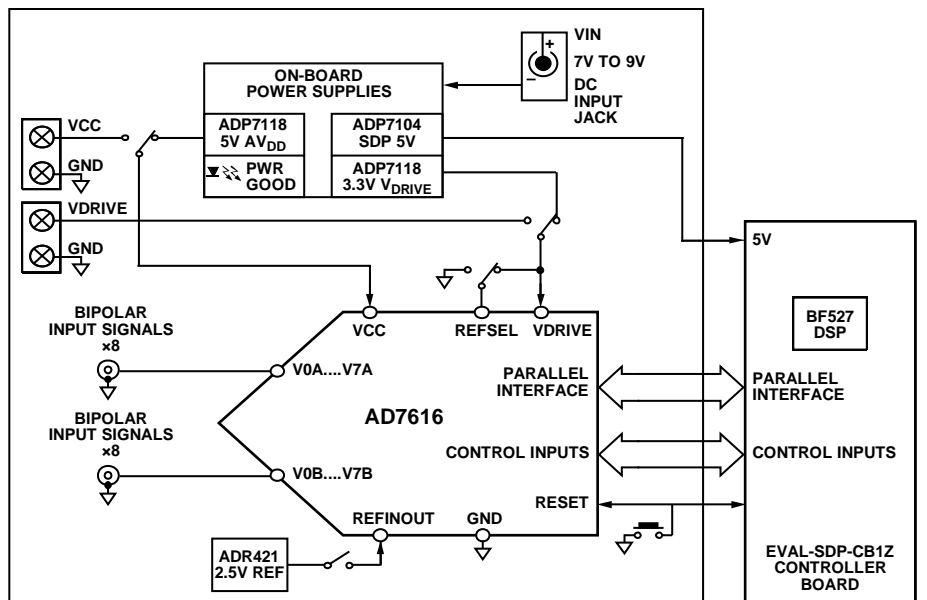 VIN
+
−
7V TO 9V
DC
INPUT
JACK
ON-BOARD
POWER SUPPLIES
ADP7118
5V AVDD
PWR
GOOD
ADP7104
SDP 5V
ADP7118
3.3V VDRIVE
VCC
GND
VDRIVE
GND
5V
BF527
DSP
BIPOLAR
INPUT SIGNALS
×8
VCC
REFSEL
VDRIVE
V0A....V7A
PARALLEL
INTERFACE
PARALLEL
INTERFACE
AD7616
BIPOLAR
INPUT SIGNALS
×8
CONTROL INPUTS
CONTROL INPUTS
V0B....V7B
RESET
REFINOUT
GND
ADR421
2.5V REF
EVAL-SDP-CB1Z
CONTROLLER
BOARD